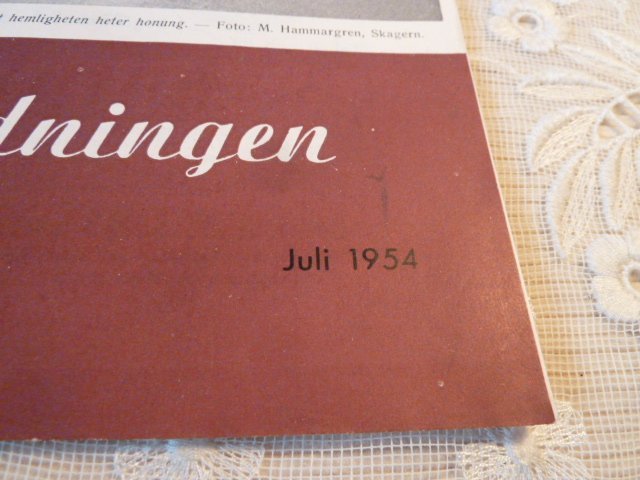 hemligheten heter honung. — Foto: M. Hammargren, Skagern.
dningen
Juli 1954